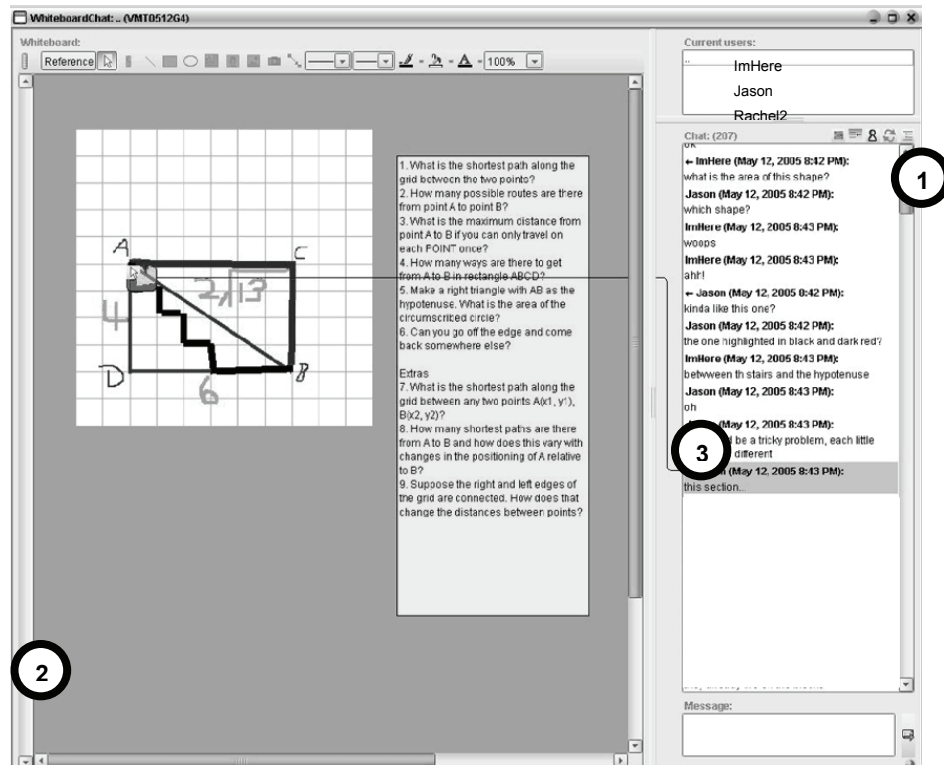 WhiteboardChat: .. (VMT0512G4)
Whiteboard:
Reference
100%
A
C
4
2√13
D
6
B
1. What is the shortest path along the
grid between the two points?
2. How many possible routes are there
from point A to point B?
3. What is the maximum distance from
point A to B if you can only travel on
each POINT once?
4. How many ways are there to get
from A to B in rectangle ABCD?
5. Make a right triangle with AB as the
hypotenuse. What is the area of the
circumscribed circle?
6. Can you go off the edge and come
back somewhere else?
Extras
7. What is the shortest path along the
grid between any two points A(x1, y1),
B(x2, y2)?
8. How many shortest paths are there
from A to B and how does this vary with
changes in the positioning of A relative
to B?
9. Suppose the right and left edges of
the grid are connected. How does that
change the distances between points?
Current users:
..
ImHere
Jason
Rachel2
Chat: (207)
ok
← ImHere (May 12, 2005 8:42 PM):
what is the area of this shape?
Jason (May 12, 2005 8:42 PM):
which shape?
ImHere (May 12, 2005 8:43 PM):
woops
ImHere (May 12, 2005 8:43 PM):
ahh!
← Jason (May 12, 2005 8:42 PM):
kinda like this one?
Jason (May 12, 2005 8:42 PM):
the one highlighted in black and dark red?
ImHere (May 12, 2005 8:43 PM):
betwween th stairs and the hypotenuse
Jason (May 12, 2005 8:43 PM):
oh
(May 12, 2005 8:43 PM):
be a tricky problem, each little
different
(May 12, 2005 8:43 PM):
this section...
Message:
1
2
3